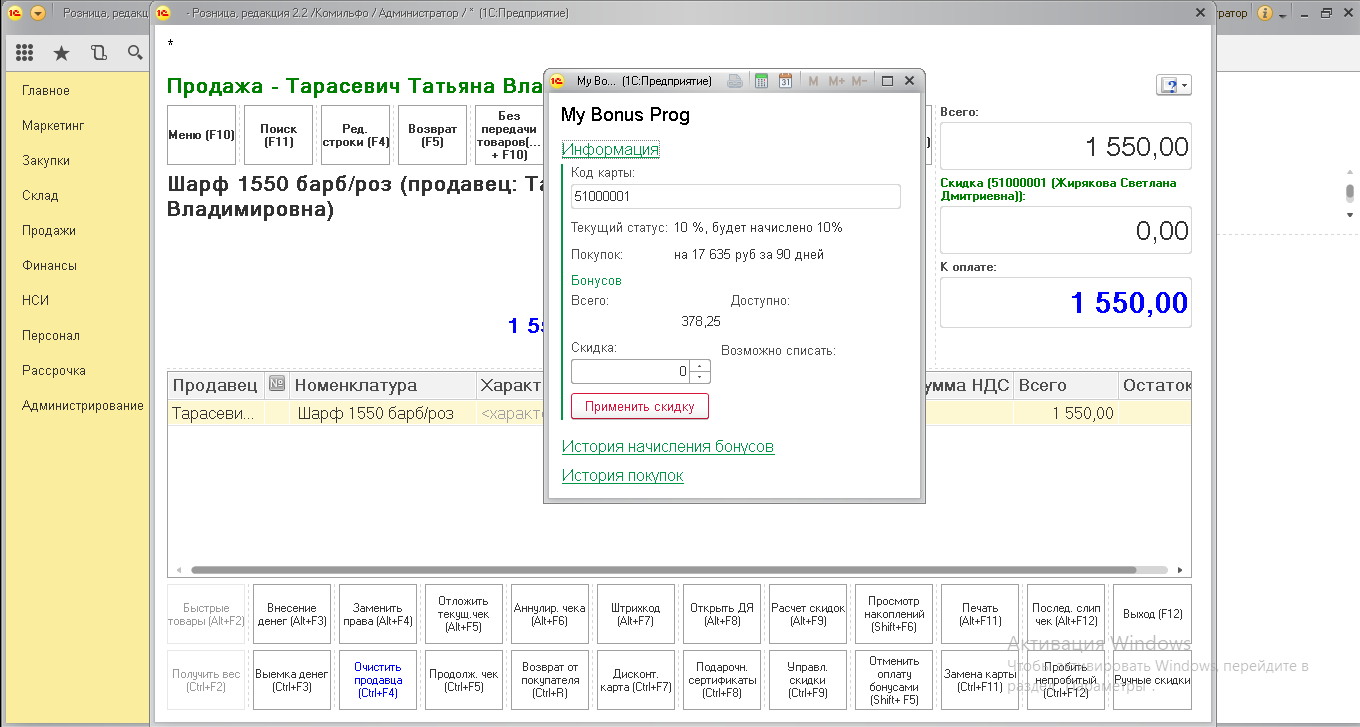 Розница, редакц
- Розница, редакция 2.2 /Комильфо / Администратор / * (1С:Предприятие)
*
Главное
Маркетинг
Закупки
Склад
Продажи
Финансы
НСИ
Персонал
Рассрочка
Администрирование
Продажа - Тарасевич Татьяна Вла
Меню (F10)
Поиск
(F11)
Ред.
строки (F4)
Возврат
(F5)
Без
передачи
товаров(...
+ F10)
Шарф 1550 барб/роз (продавец: Та
Владимировна)
My Bo... (1С:Предприятие)
M M+ M-
My Bonus Prog
Информация
Код карты:
51000001
Текущий статус: 10 %, будет начислено 10%
Покупок: на 17 635 руб за 90 дней
Бонусов
Всего: Доступно:
378,25
Скидка: Возможно списать:
0
Применить скидку
История начисления бонусов
История покупок
Всего:
1 550,00
Скидка (51000001 (Жирякова Светлана
Дмитриевна)):
0,00
К оплате:
1 550,00
Продавец № Номенклатура Характ умма НДС Всего Остаток
Тарасеви... Шарф 1550 барб/роз <характе 1 550,00
Быстрые
товары (Alt+F2)
Внесение
денег (Alt+F3)
Заменить
права (Alt+F4)
Отложить
текущ.чек
(Alt+F5)
Аннулир. чека
(Alt+F6)
Штрихкод
(Alt+F7)
Открыть ДЯ
(Alt+F8)
Расчет скидок
(Alt+F9)
Просмотр
накоплений
(Shift+F6)
Печать
(Alt+F11)
Послед. слип
чек (Alt+F12)
Выход (F12)
Получить вес
(Ctrl+F2)
Выемка денег
(Ctrl+F3)
Очистить
продавца
(Ctrl+F4)
Продолж. чек
(Ctrl+F5)
Возврат от
покупателя
(Ctrl+R)
Дисконт.
карта (Ctrl+F7)
Подарочн.
сертификаты
(Ctrl+F8)
Управл.
скидки
(Ctrl+F9)
Отменить
оплату
бонусами
(Shift+ F5)
Замена карты
(Ctrl+F11)
Пробить
непробитый
(Ctrl+F12)
Ручные скидки
Активация Windows
Чтобы активировать Windows, перейдите в
раздел "Параметры".